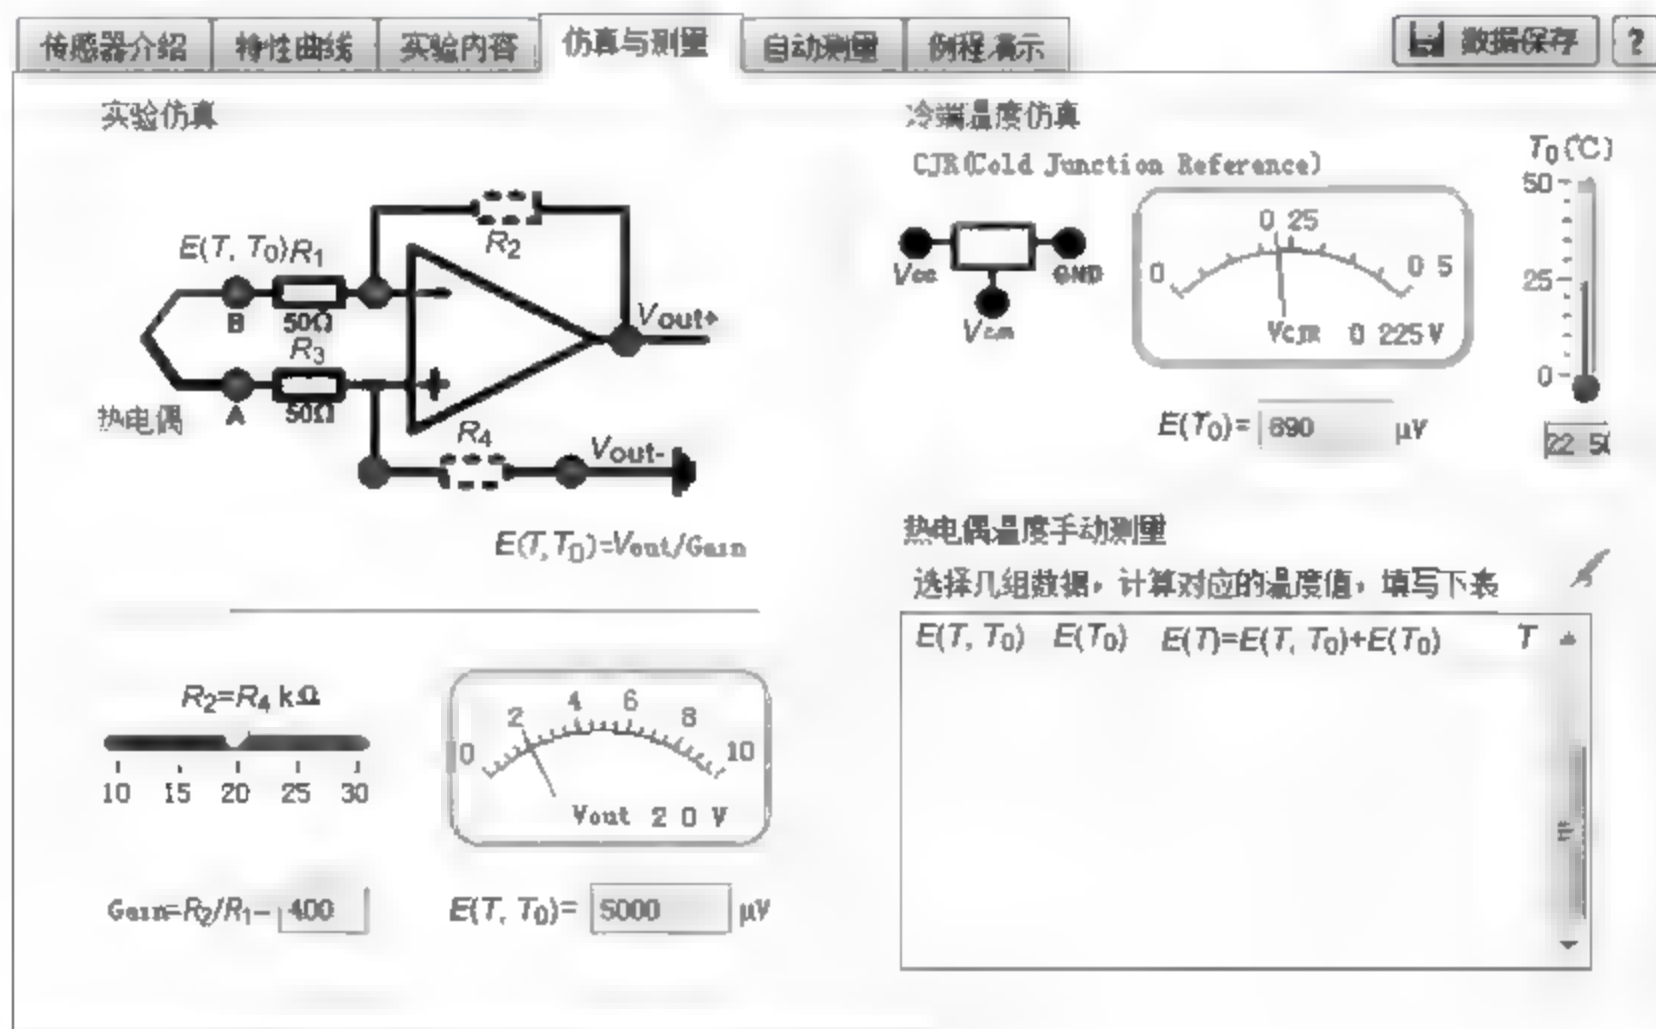 传感器介绍 特性曲线 实验内容 仿真与测量 自动测量 例程演示 数据保存 ?
实验仿真
E(T, T0) R1
R2
B 50Ω
Vout+
R3
A 50Ω
热电偶
R4
Vout-
E(T,T0)=Vout/Gain
R2=R4 kΩ
10 15 20 25 30
0 2 4 6 8 10
Vout 2 0 V
Gain=R2/R1= 400
E(T, T0)= 5000 μV
冷端温度仿真
CJR(Cold Junction Reference)
Vcc GND
0 0 25 0 5
VCJR 0 225 V
T0(℃)
50
25
0
22 50
E(T0)= 890 μV
热电偶温度手动测量
选择几组数据，计算对应的温度值，填写下表
E(T, T0) E(T0) E(T)=E(T, T0)+E(T0) T